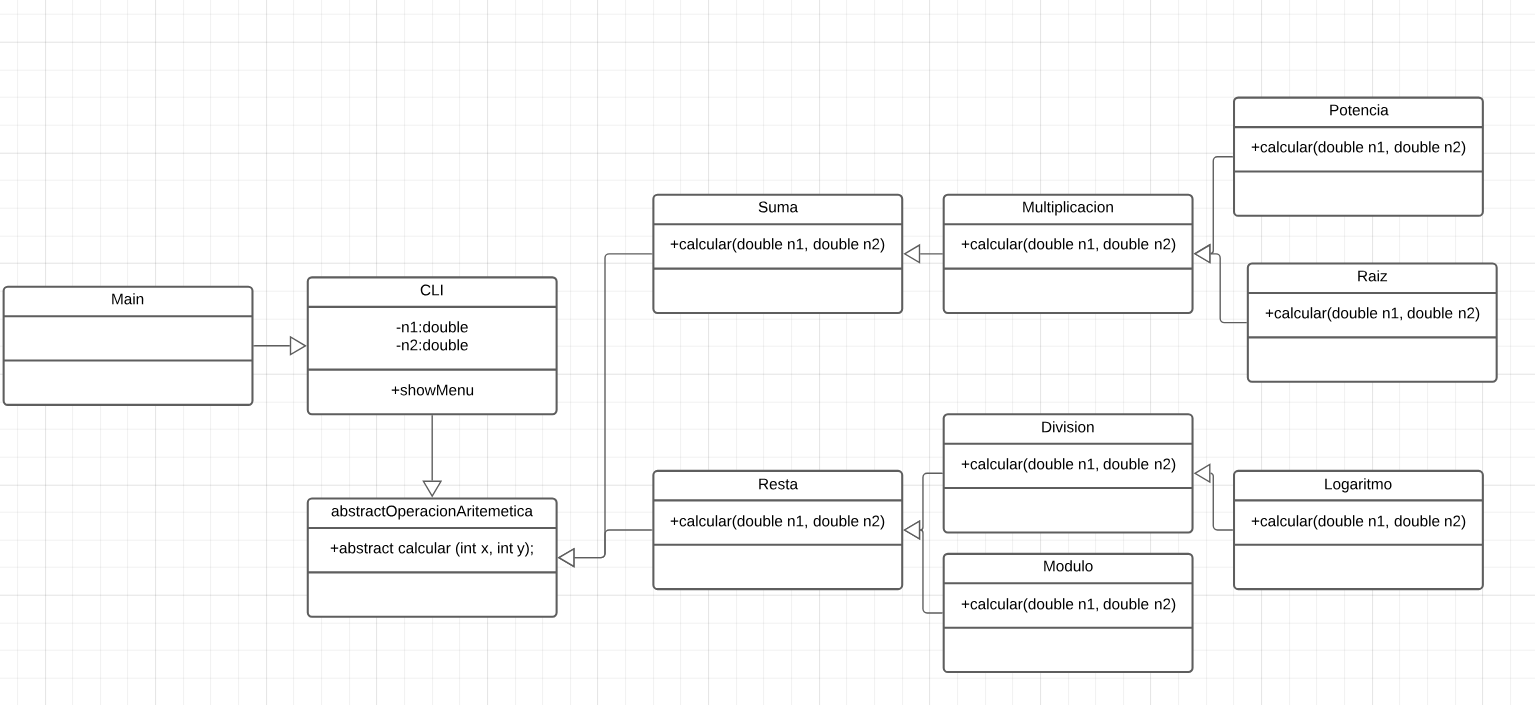 Main
CLI
-n1:double
-n2:double
+showMenu
abstractOperacionAritemetica
+abstract calcular (int x, int y);
Suma
+calcular(double n1, double n2)
Resta
+calcular(double n1, double n2)
Multiplicacion
+calcular(double n1, double n2)
Division
+calcular(double n1, double n2)
Modulo
+calcular(double n1, double n2)
Potencia
+calcular(double n1, double n2)
Raiz
+calcular(double n1, double n2)
Logaritmo
+calcular(double n1, double n2)